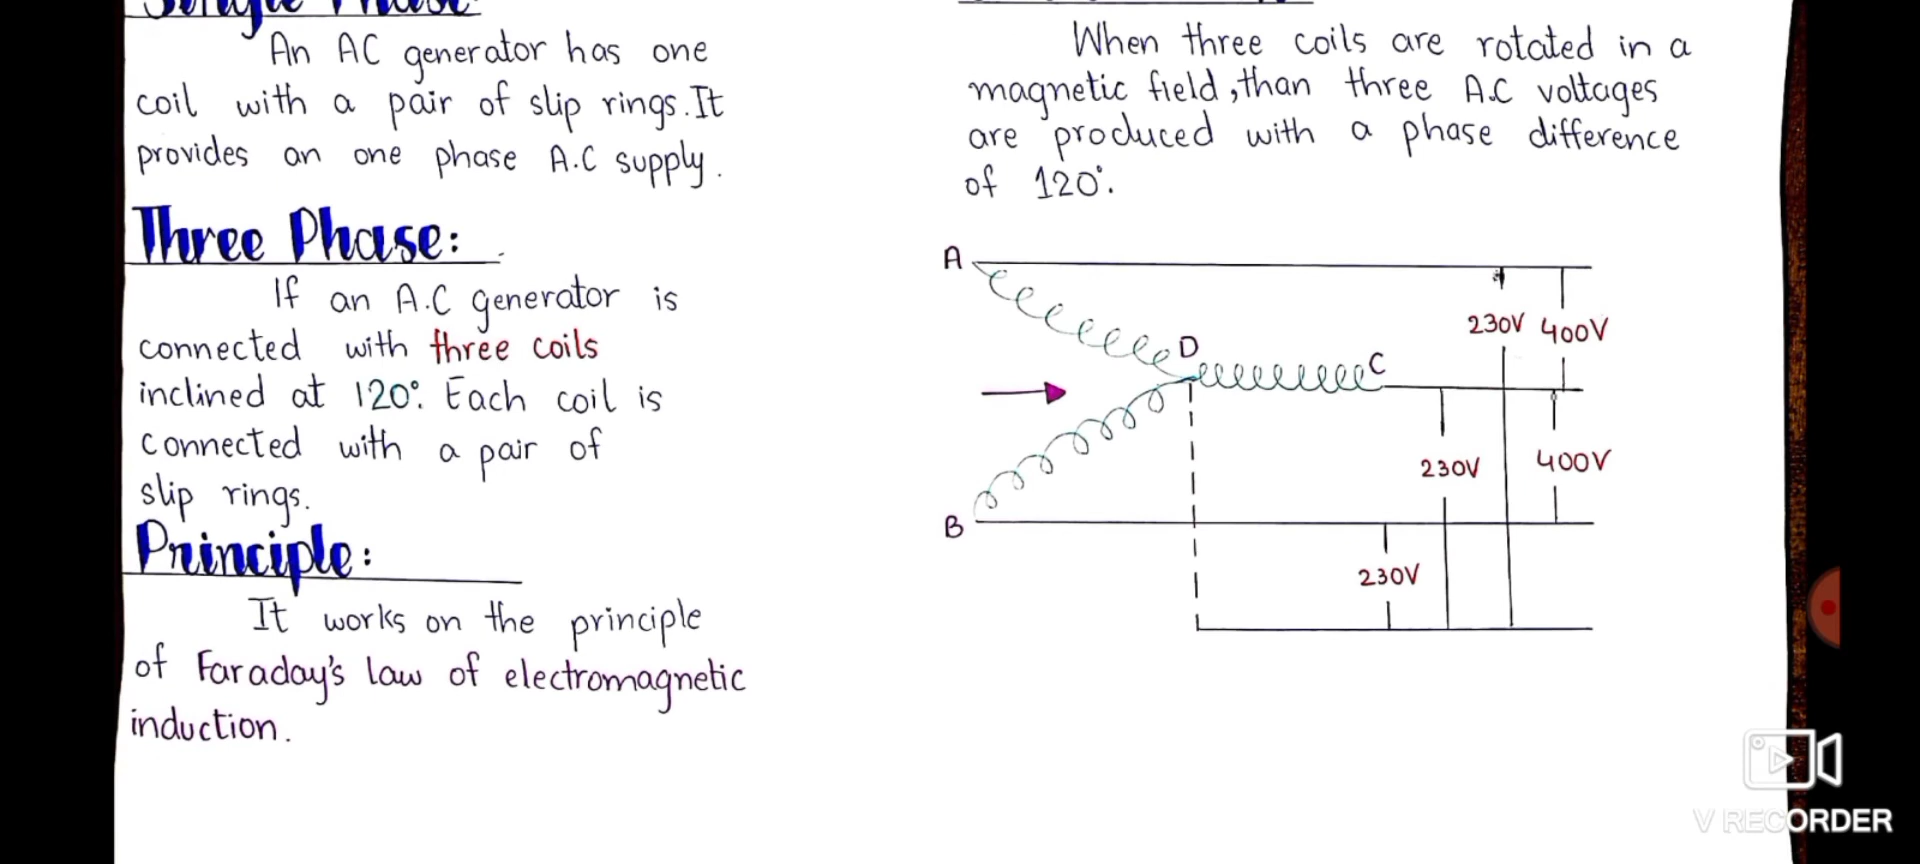 Single Phase
An AC generator has one
coil with a pair of slip rings. It
provides an one phase A.C supply.
Three Phase:
If an A.C generator is
connected with three coils
inclined at 120°. Each coil is
connected with a pair of
slip rings.
Principle:
It works on the principle
of Faraday's law of electromagnetic
induction.
When three coils are rotated in a
magnetic field, than three A.C voltages
are produced with a phase difference
of 120°.
A
230V 400V
D
C
230V 400V
B
230V
V RECORDER